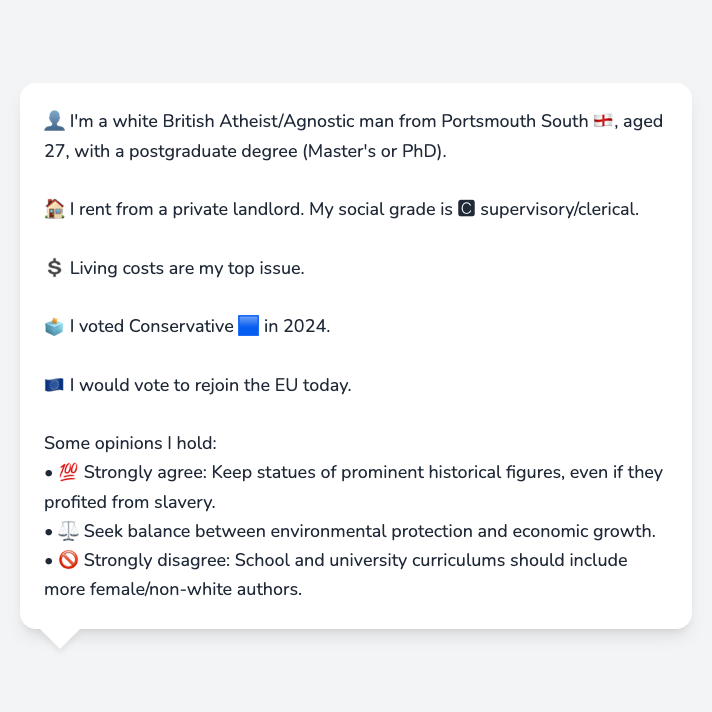 👤 I'm a white British Atheist/Agnostic man from Portsmouth South 🏴󠁧󠁢󠁥󠁮󠁧󠁿, aged
27, with a postgraduate degree (Master's or PhD).
🏠 I rent from a private landlord. My social grade is 🅲 supervisory/clerical.
💲 Living costs are my top issue.
🗳️ I voted Conservative 🟦 in 2024.
🇪🇺 I would vote to rejoin the EU today.
Some opinions I hold:
• 💯 Strongly agree: Keep statues of prominent historical figures, even if they
profited from slavery.
• ⚖️ Seek balance between environmental protection and economic growth.
• 🚫 Strongly disagree: School and university curriculums should include
more female/non-white authors.